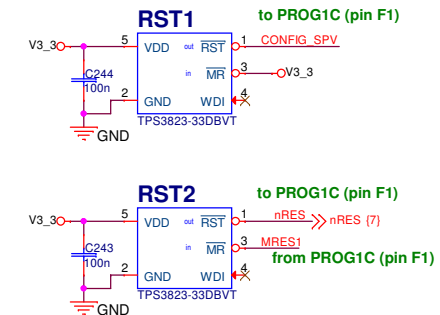 RST1
to PROG1C (pin F1)
V3_3
5
VDD
out
RST
1
CONFIG_SPV
in
MR
3
V3_3
C244
100n
2
GND
WDI
4
TPS3823-33DBVT
GND
RST2
to PROG1C (pin F1)
V3_3
5
VDD
out
RST
1
nRES
nRES {7}
in
MR
3
MRES1
from PROG1C (pin F1)
C243
100n
2
GND
WDI
4
TPS3823-33DBVT
GND